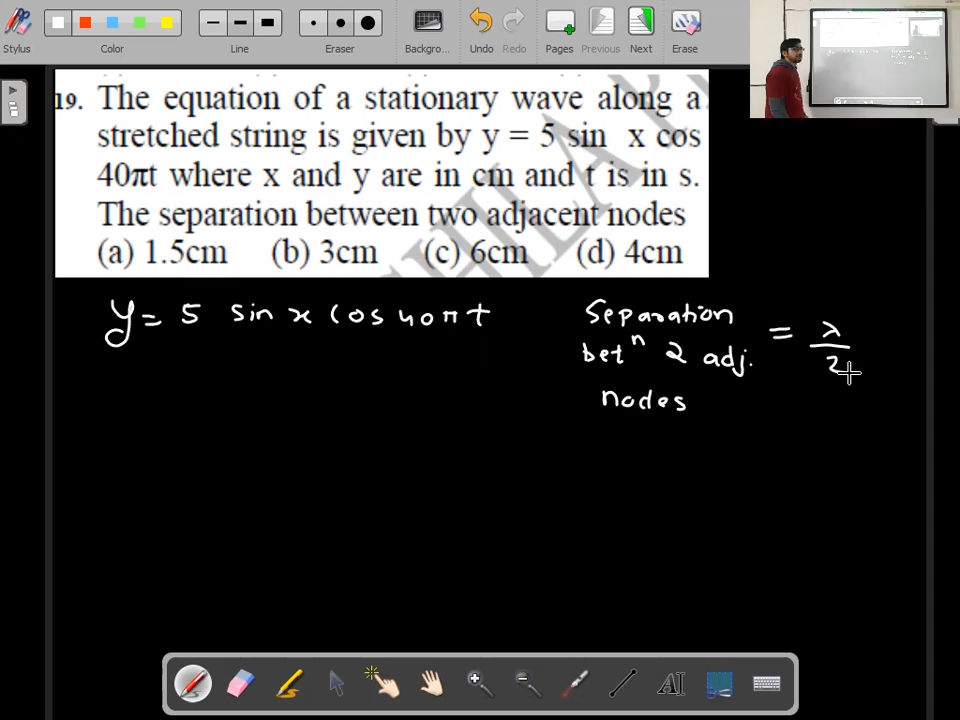 Stylus
Color
Line
Eraser
Backgro...
Undo
Redo
Pages
Previous
Next
Erase
19. The equation of a stationary wave along a
stretched string is given by y = 5 sin x cos
40πt where x and y are in cm and t is in s.
The separation between two adjacent nodes
(a) 1.5cm (b) 3cm (c) 6cm (d) 4cm
y = 5 sin x cos 40 π t
Separation
betⁿ 2 adj.
nodes
= λ/2